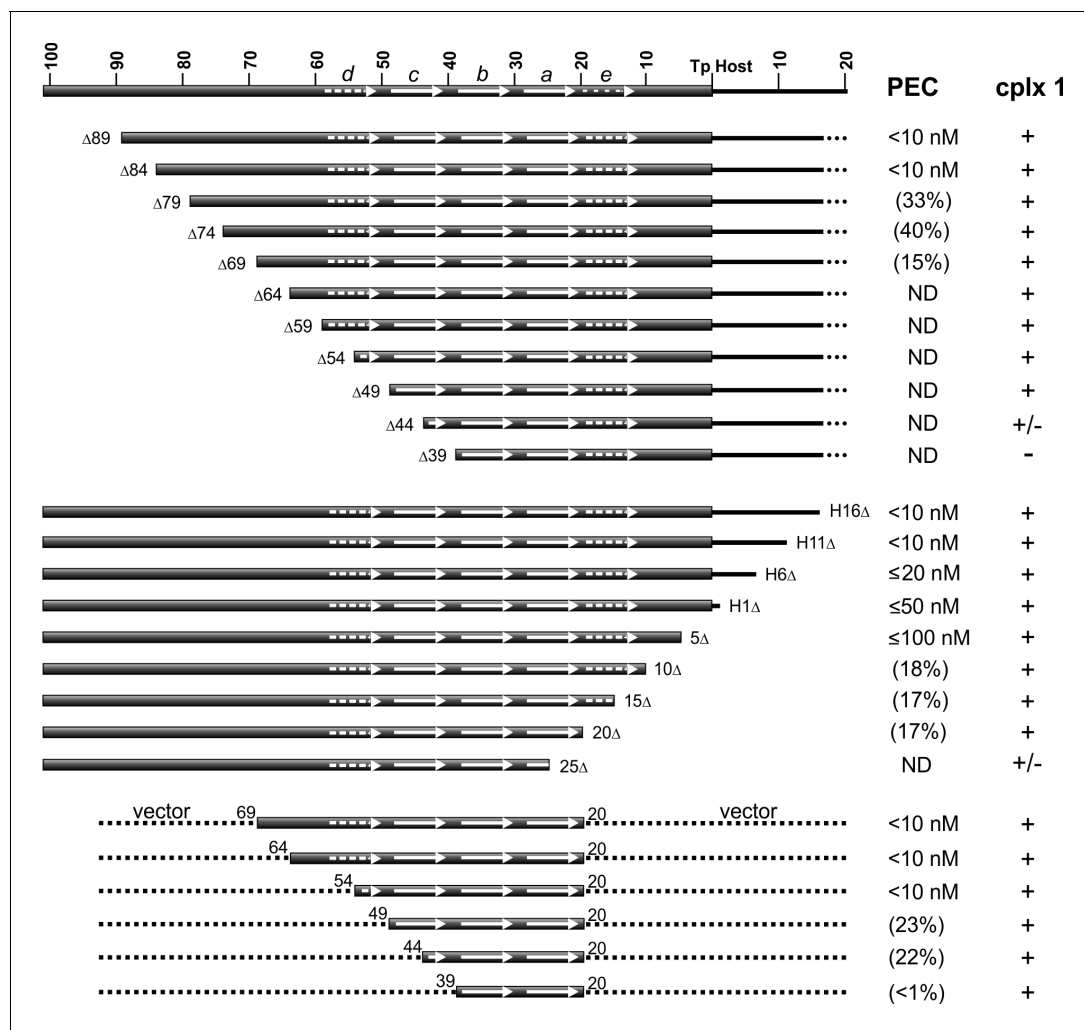 100 90 80 70 60 50 40 30 20 10 Tp Host 10 20
d c b a e
PEC cplx 1
Δ89 <10 nM +
Δ84 <10 nM +
Δ79 (33%) +
Δ74 (40%) +
Δ69 (15%) +
Δ64 ND +
Δ59 ND +
Δ54 ND +
Δ49 ND +
Δ44 ND +/-
Δ39 ND -
H16Δ <10 nM +
H11Δ <10 nM +
H6Δ ≤20 nM +
H1Δ ≤50 nM +
5Δ ≤100 nM +
10Δ (18%) +
15Δ (17%) +
20Δ (17%) +
25Δ ND +/-
vector 69 20 vector <10 nM +
64 20 <10 nM +
54 20 <10 nM +
49 20 (23%) +
44 20 (22%) +
39 20 (<1%) +